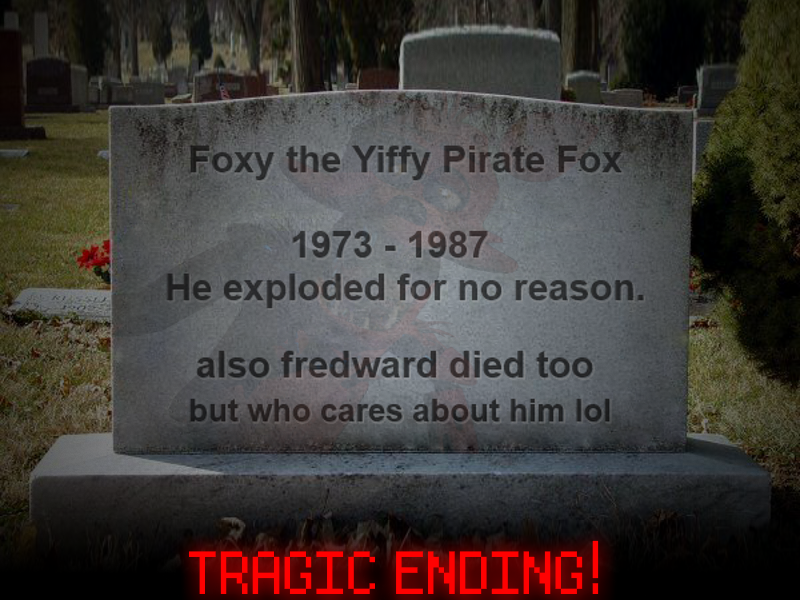 Foxy the Yiffy Pirate Fox
1973 - 1987
He exploded for no reason.
also fredward died too
but who cares about him lol
TRAGIC ENDING!